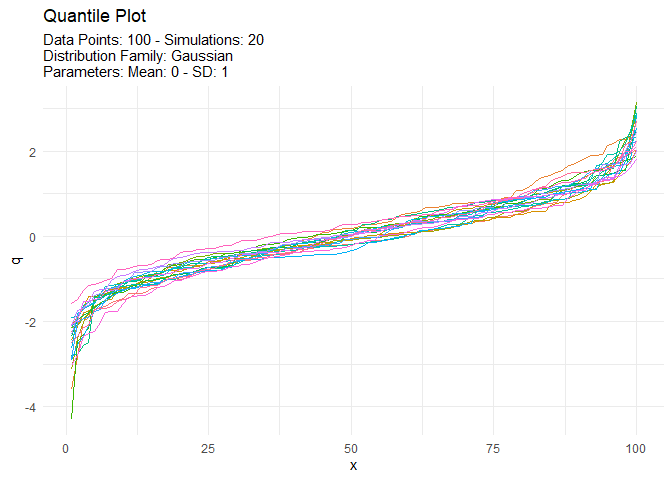 Quantile Plot
Data Points: 100 - Simulations: 20
Distribution Family: Gaussian
Parameters: Mean: 0 - SD: 1
q
2
0
-2
-4
0 25 50 75 100
x